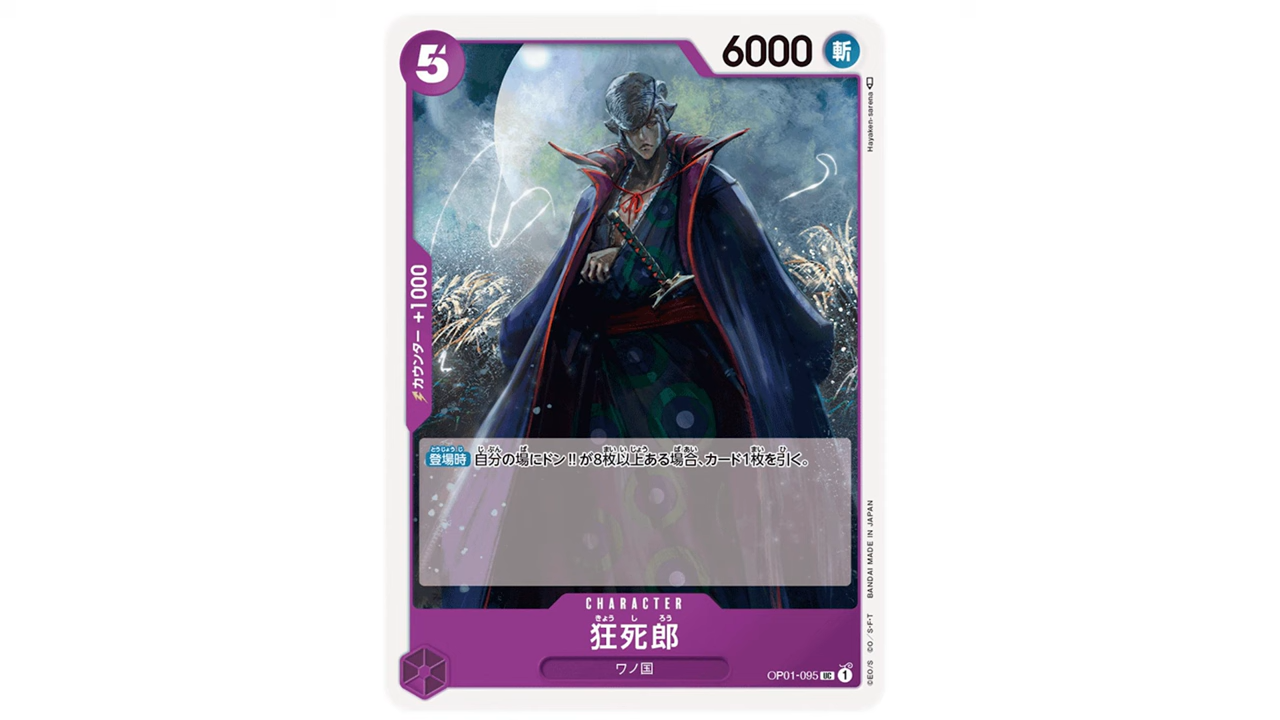 5
6000 斬
Hayaken-sarena
カウンター +1000
登場時 自分の場にドン!!が8枚以上ある場合、カード1枚を引く。
CHARACTER
狂死郎
ワノ国
OP01-095 UC 1
©EO/S ©O/S・F・T BANDAI MADE IN JAPAN